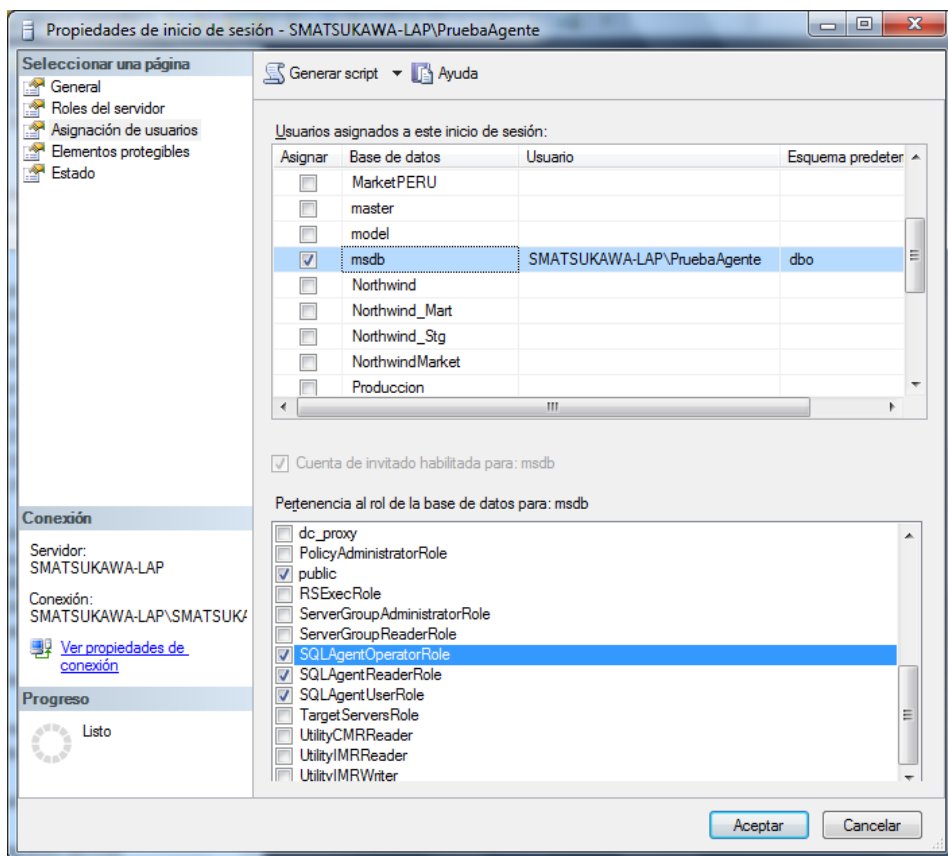 Propiedades de inicio de sesión - SMATSUKAWA-LAP\PruebaAgente
Seleccionar una página
General
Roles del servidor
Asignación de usuarios
Elementos protegibles
Estado
Generar script
Ayuda
Usuarios asignados a este inicio de sesión:
Asignar Base de datos Usuario Esquema predeter
MarketPERU
master
model
msdb SMATSUKAWA-LAP\PruebaAgente dbo
Northwind
Northwind_Mart
Northwind_Stg
NorthwindMarket
Produccion
Cuenta de invitado habilitada para: msdb
Pertenencia al rol de la base de datos para: msdb
dc_proxy
PolicyAdministratorRole
public
RSExecRole
ServerGroupAdministratorRole
ServerGroupReaderRole
SQLAgentOperatorRole
SQLAgentReaderRole
SQLAgentUserRole
TargetServersRole
UtilityCMRReader
UtilityIMRReader
UtilityIMRWriter
Conexión
Servidor:
SMATSUKAWA-LAP
Conexión:
SMATSUKAWA-LAP\SMATSUKA
Ver propiedades de
conexión
Progreso
Listo
Aceptar
Cancelar